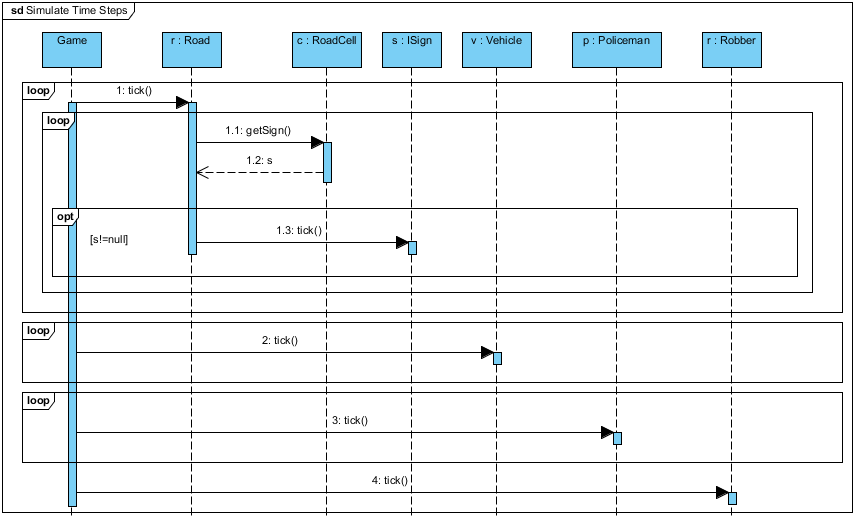 sd Simulate Time Steps
Game
r : Road
c : RoadCell
s : ISign
v : Vehicle
p : Policeman
r : Robber
loop
1: tick()
loop
1.1: getSign()
1.2: s
opt
[s!=null]
1.3: tick()
loop
2: tick()
loop
3: tick()
4: tick()